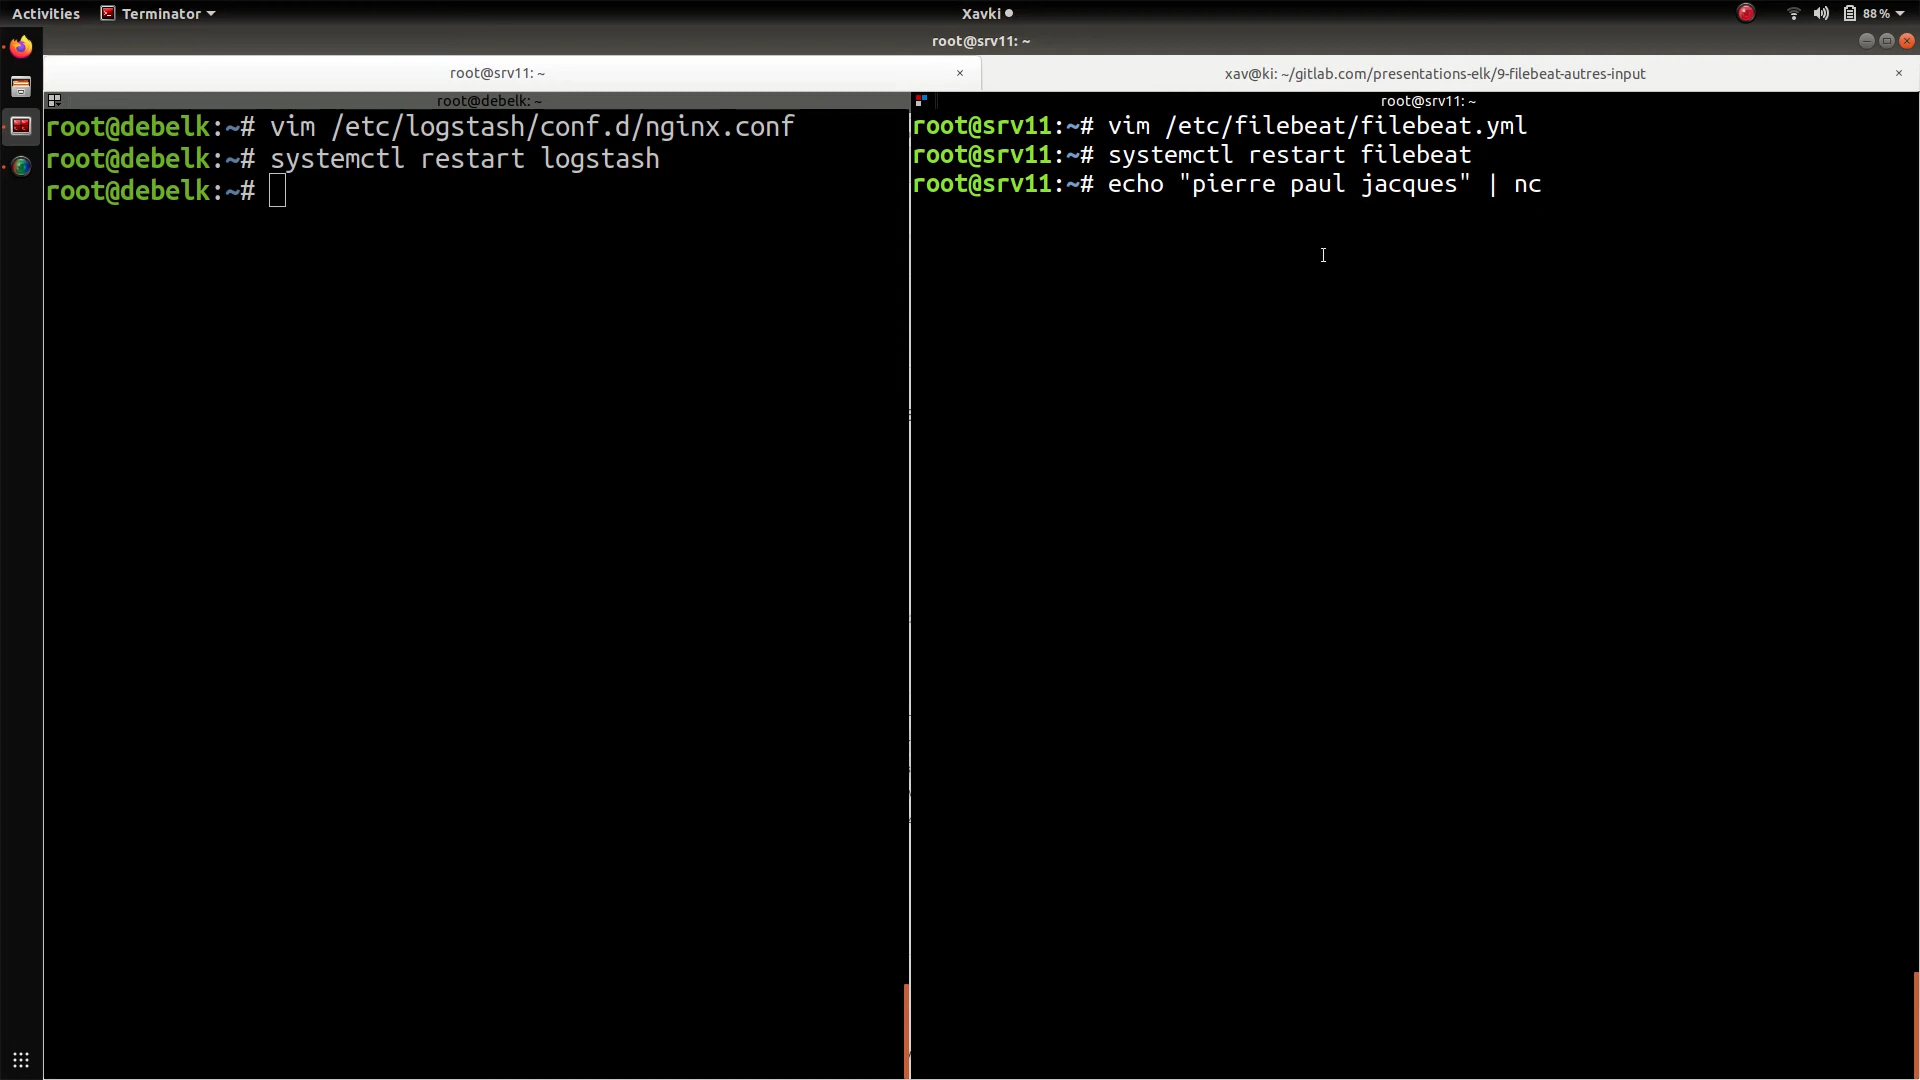 Activities
Terminator
Xavki
88 %
root@srv11: ~
root@srv11: ~
×
xav@ki: ~/gitlab.com/presentations-elk/9-filebeat-autres-input
×
root@debelk: ~
root@debelk:~# vim /etc/logstash/conf.d/nginx.conf
root@debelk:~# systemctl restart logstash
root@debelk:~#
root@srv11: ~
root@srv11:~# vim /etc/filebeat/filebeat.yml
root@srv11:~# systemctl restart filebeat
root@srv11:~# echo "pierre paul jacques" | nc